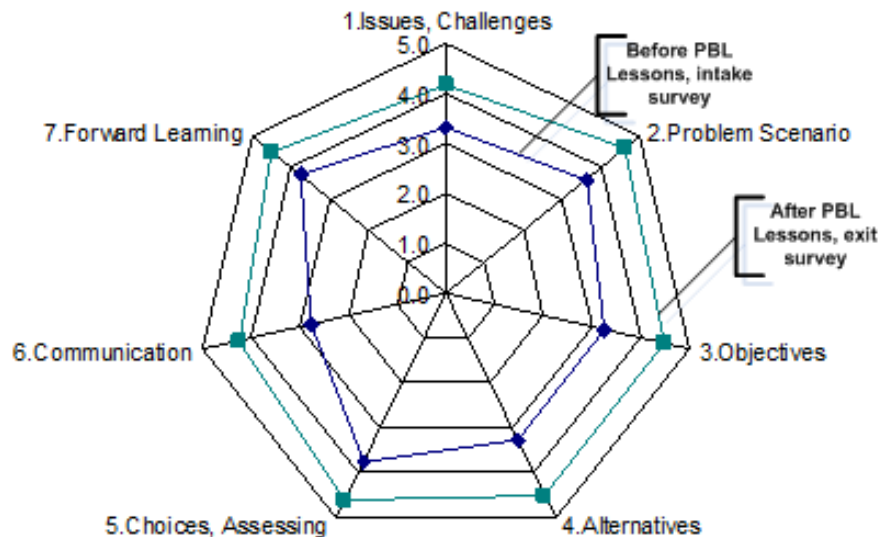 1.Issues, Challenges
5.0
Before PBL
Lessons, intake
survey
4.0
7.Forward Learning
2.Problem Scenario
3.0
2.0
After PBL
Lessons, exit
survey
1.0
0.0
6.Communication
3.Objectives
5.Choices, Assessing
4.Alternatives